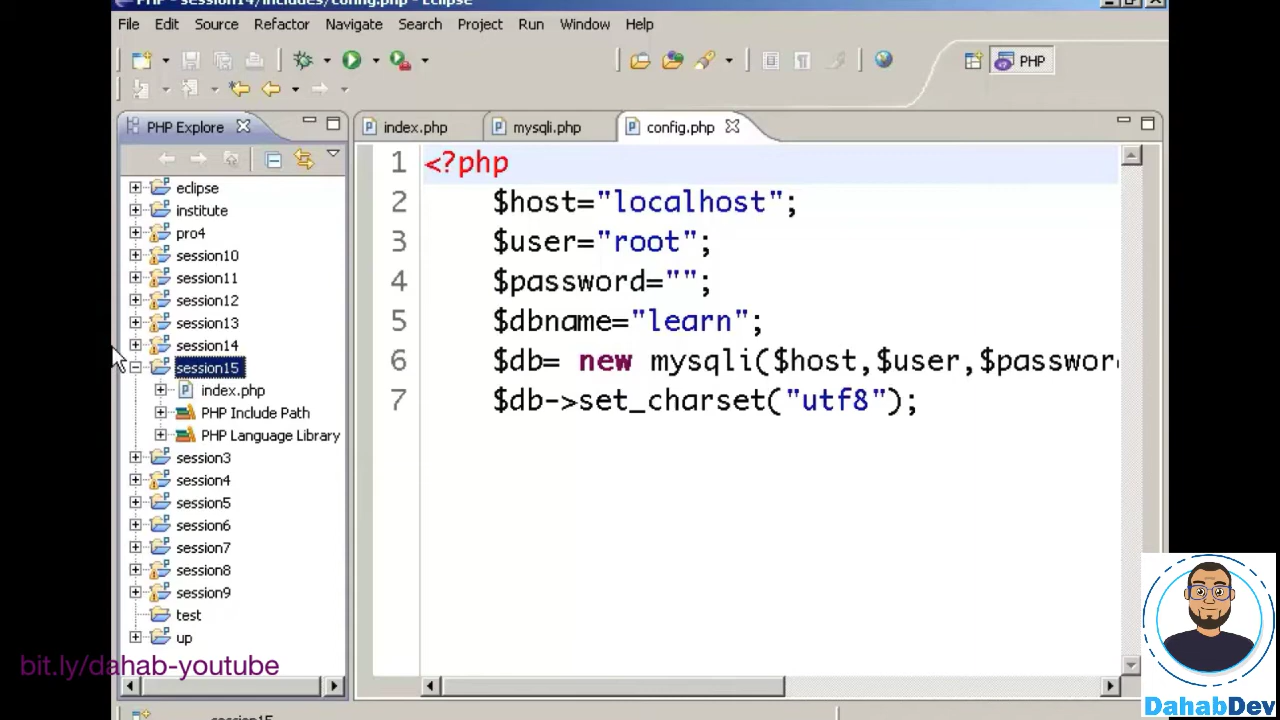 PHP - session14/includes/config.php - Eclipse
File Edit Source Refactor Navigate Search Project Run Window Help
PHP
PHP Explore
index.php
mysqli.php
config.php
eclipse
institute
pro4
session10
session11
session12
session13
session14
session15
index.php
PHP Include Path
PHP Language Library
session3
session4
session5
session6
session7
session8
session9
test
up
1 <?php
2 $host="localhost";
3 $user="root";
4 $password="";
5 $dbname="learn";
6 $db= new mysqli($host,$user,$password
7 $db->set_charset("utf8");
bit.ly/dahab-youtube
session15
DahabDev